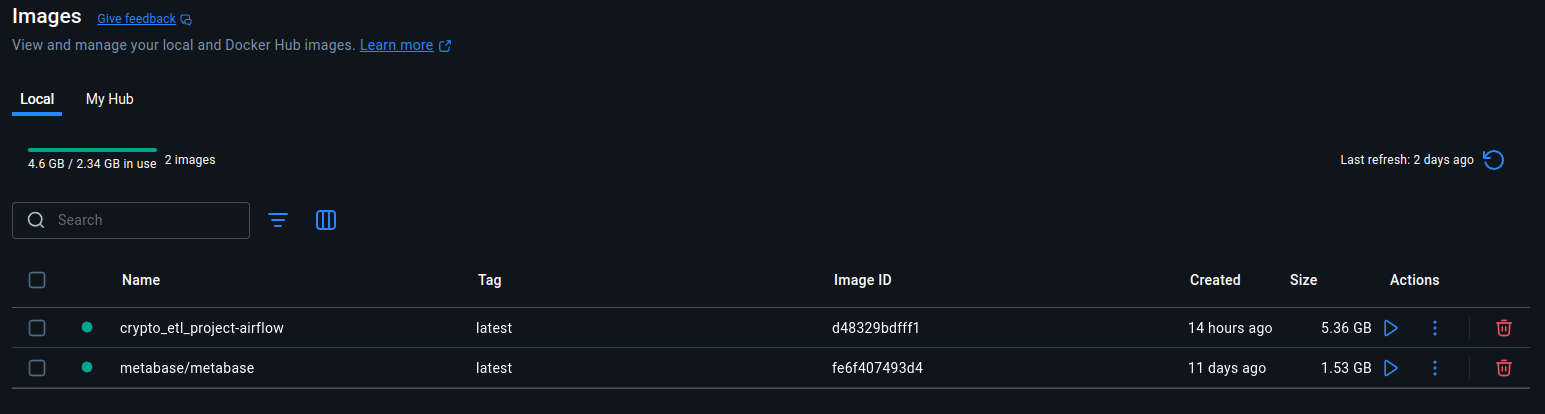 Images Give feedback
View and manage your local and Docker Hub images. Learn more
Local My Hub
4.6 GB / 2.34 GB in use 2 images Last refresh: 2 days ago
Search
Name Tag Image ID Created Size Actions
crypto_etl_project-airflow latest d48329bdfff1 14 hours ago 5.36 GB
metabase/metabase latest fe6f407493d4 11 days ago 1.53 GB